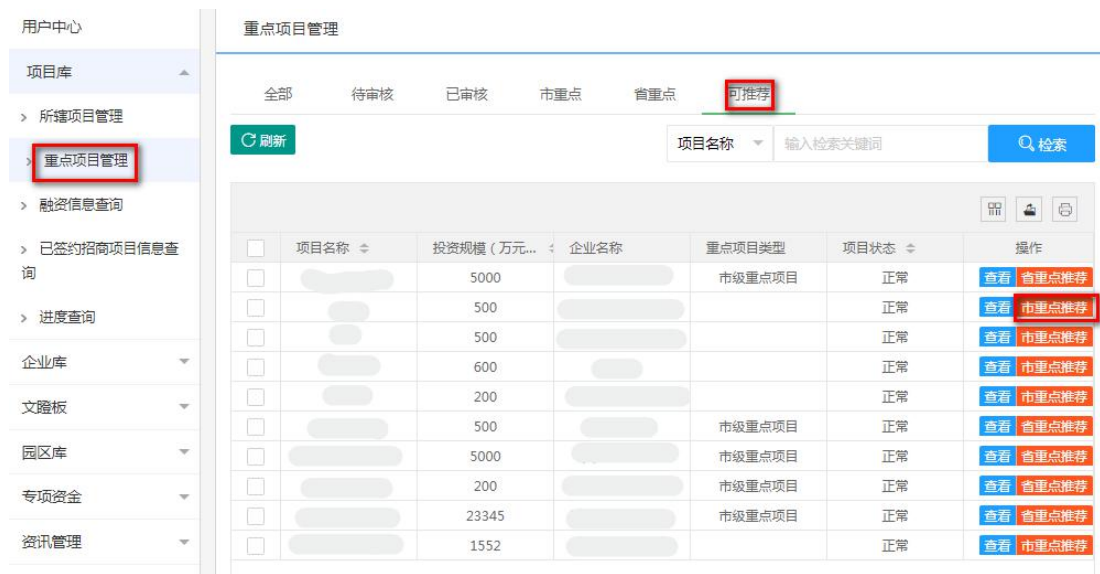 用户中心
项目库
所辖项目管理
重点项目管理
融资信息查询
已签约招商项目信息查
询
进度查询
企业库
文瞪板
园区库
专项资金
资讯管理
重点项目管理
全部 待审核 已审核 市重点 省重点 可推荐
刷新 项目名称 输入检索关键词 检索
项目名称 投资规模（万元... 企业名称 重点项目类型 项目状态 操作
5000 市级重点项目 正常 查看 省重点推荐
500 正常 查看 市重点推荐
500 正常 查看 市重点推荐
600 正常 查看 市重点推荐
200 正常 查看 市重点推荐
500 市级重点项目 正常 查看 省重点推荐
5000 市级重点项目 正常 查看 省重点推荐
200 市级重点项目 正常 查看 省重点推荐
23345 市级重点项目 正常 查看 省重点推荐
1552 正常 查看 市重点推荐